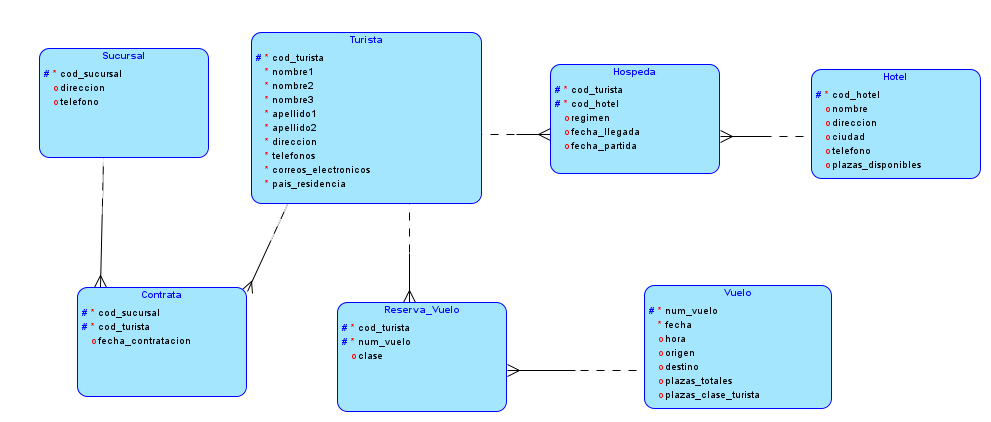 Sucursal
# * cod_sucursal
o direccion
o telefono
Turista
# * cod_turista
* nombre1
* nombre2
* nombre3
* apellido1
* apellido2
* direccion
* telefonos
* correos_electronicos
* pais_residencia
Hospeda
# * cod_turista
# * cod_hotel
o regimen
o fecha_llegada
o fecha_partida
Hotel
# * cod_hotel
o nombre
o direccion
o ciudad
o telefono
o plazas_disponibles
Contrata
# * cod_sucursal
# * cod_turista
o fecha_contratacion
Reserva_Vuelo
# * cod_turista
# * num_vuelo
o clase
Vuelo
# * num_vuelo
* fecha
o hora
o origen
o destino
o plazas_totales
o plazas_clase_turista